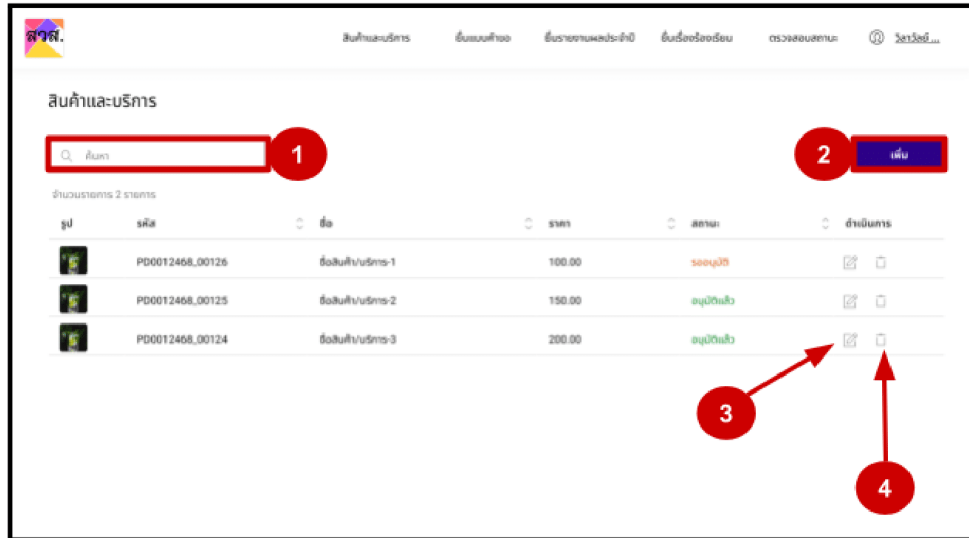 สวส.
สินค้าและบริการ ยื่นแบบคำขอ ยื่นรายงานผลประจำปี ยื่นเรื่องร้องเรียน ตรวจสอบสถานะ วิลาวัลย์ ...
สินค้าและบริการ
ค้นหา 1 2 เพิ่ม
จำนวนรายการ 2 รายการ
รูป รหัส ชื่อ ราคา สถานะ ดำเนินการ
PD0012468_00126 ชื่อสินค้า/บริการ-1 100.00 รออนุมัติ
PD0012468_00125 ชื่อสินค้า/บริการ-2 150.00 อนุมัติแล้ว
PD0012468_00124 ชื่อสินค้า/บริการ-3 200.00 อนุมัติแล้ว
3
4